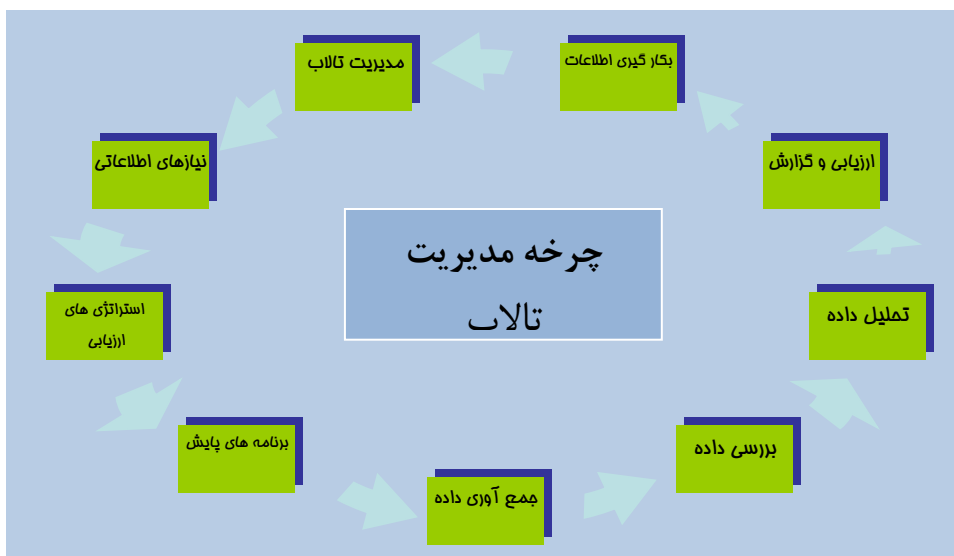 بکار گیری اطلاعات
مدیریت تالاب
ارزیابی و گزارش
نیازهای اطلاعاتی
چرخه مدیریت
تالاب
استراتژی های
ارزیابی
تحلیل داده
برنامه های پایش
بررسی داده
جمع آوری داده